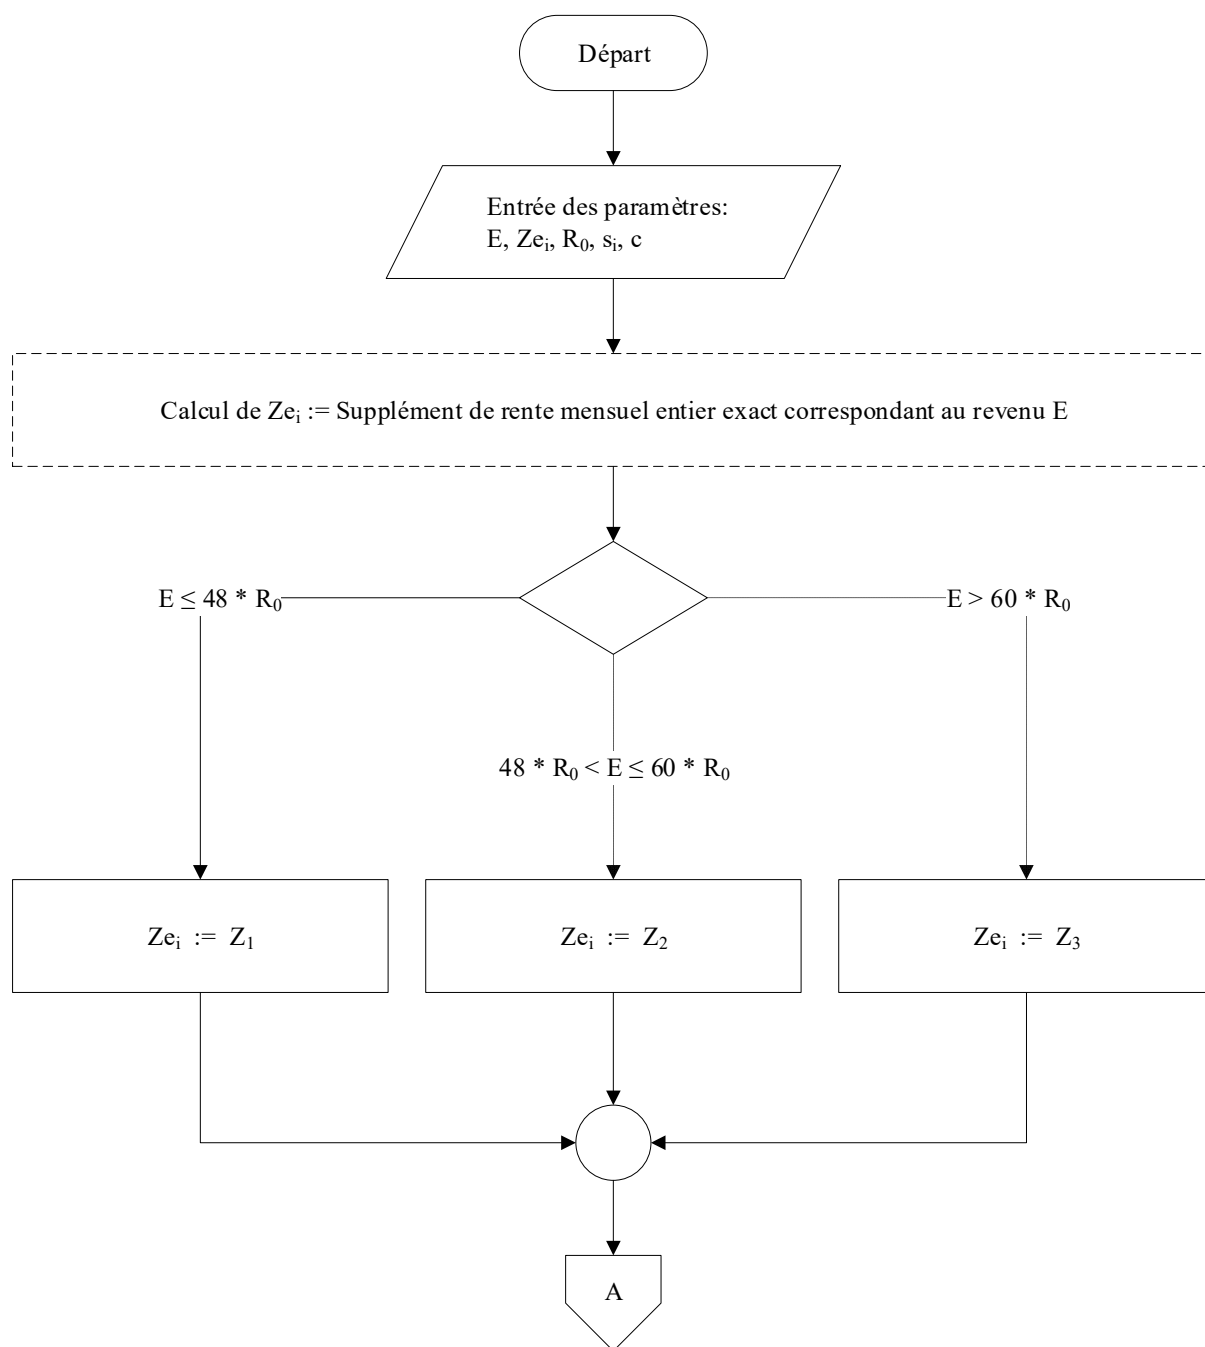 Départ
Entrée des paramètres:
E, Zeᵢ, R₀, sᵢ, c
Calcul de Zeᵢ := Supplément de rente mensuel entier exact correspondant au revenu E
E ≤ 48 * R₀
E > 60 * R₀
48 * R₀ < E ≤ 60 * R₀
Zeᵢ := Z₁
Zeᵢ := Z₂
Zeᵢ := Z₃
A